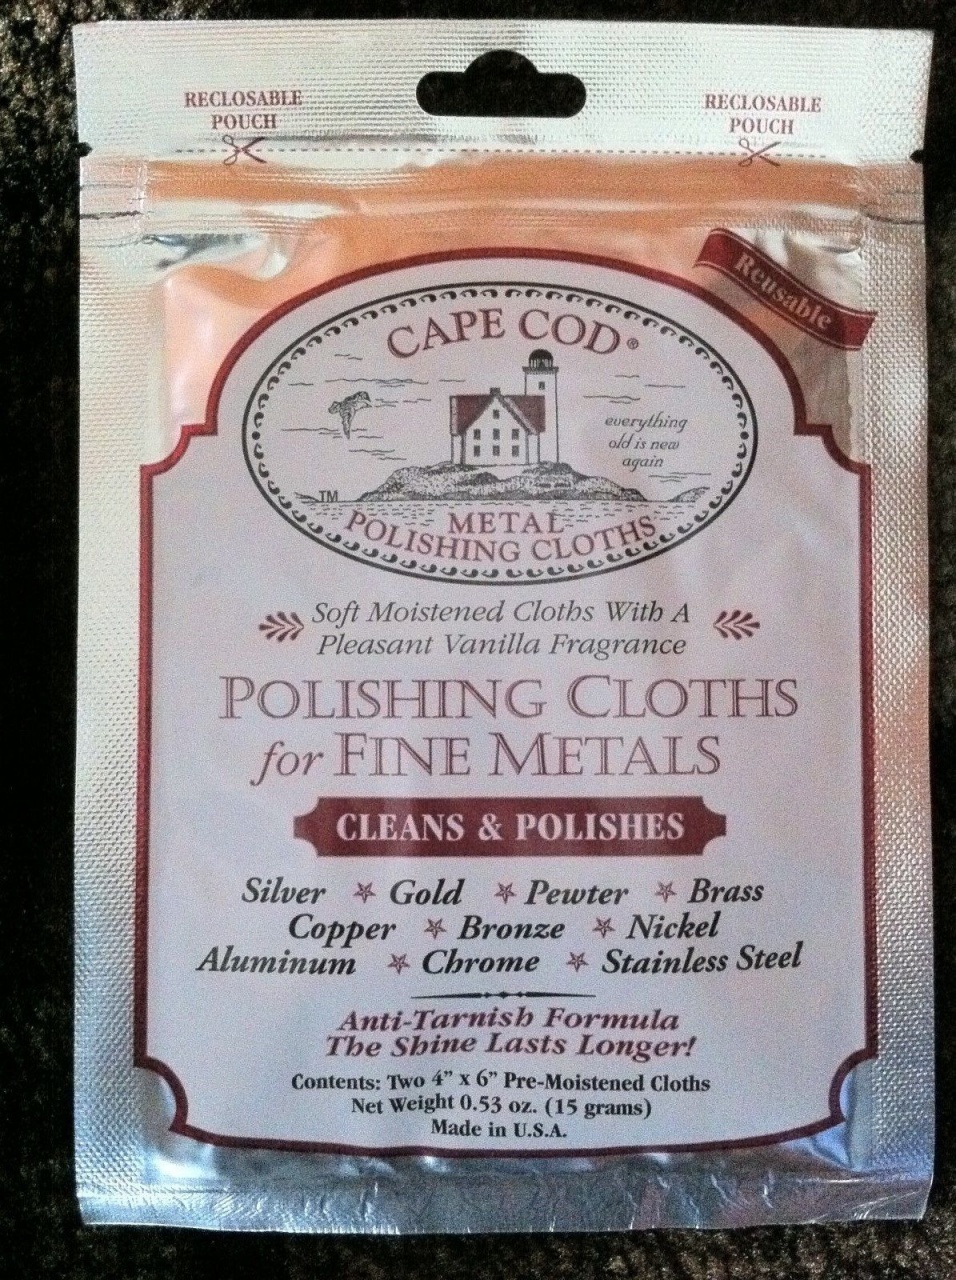 RECLOSABLE
POUCH
RECLOSABLE
POUCH
Reusable
CAPE COD®
everything
old is new
again
TM
METAL
POLISHING CLOTHS
Soft Moistened Cloths With A
Pleasant Vanilla Fragrance
POLISHING CLOTHS
for FINE METALS
CLEANS & POLISHES
Silver ☆ Gold ☆ Pewter ☆ Brass
Copper ☆ Bronze ☆ Nickel
Aluminum ☆ Chrome ☆ Stainless Steel
Anti-Tarnish Formula
The Shine Lasts Longer!
Contents: Two 4” x 6” Pre-Moistened Cloths
Net Weight 0.53 oz. (15 grams)
Made in U.S.A.